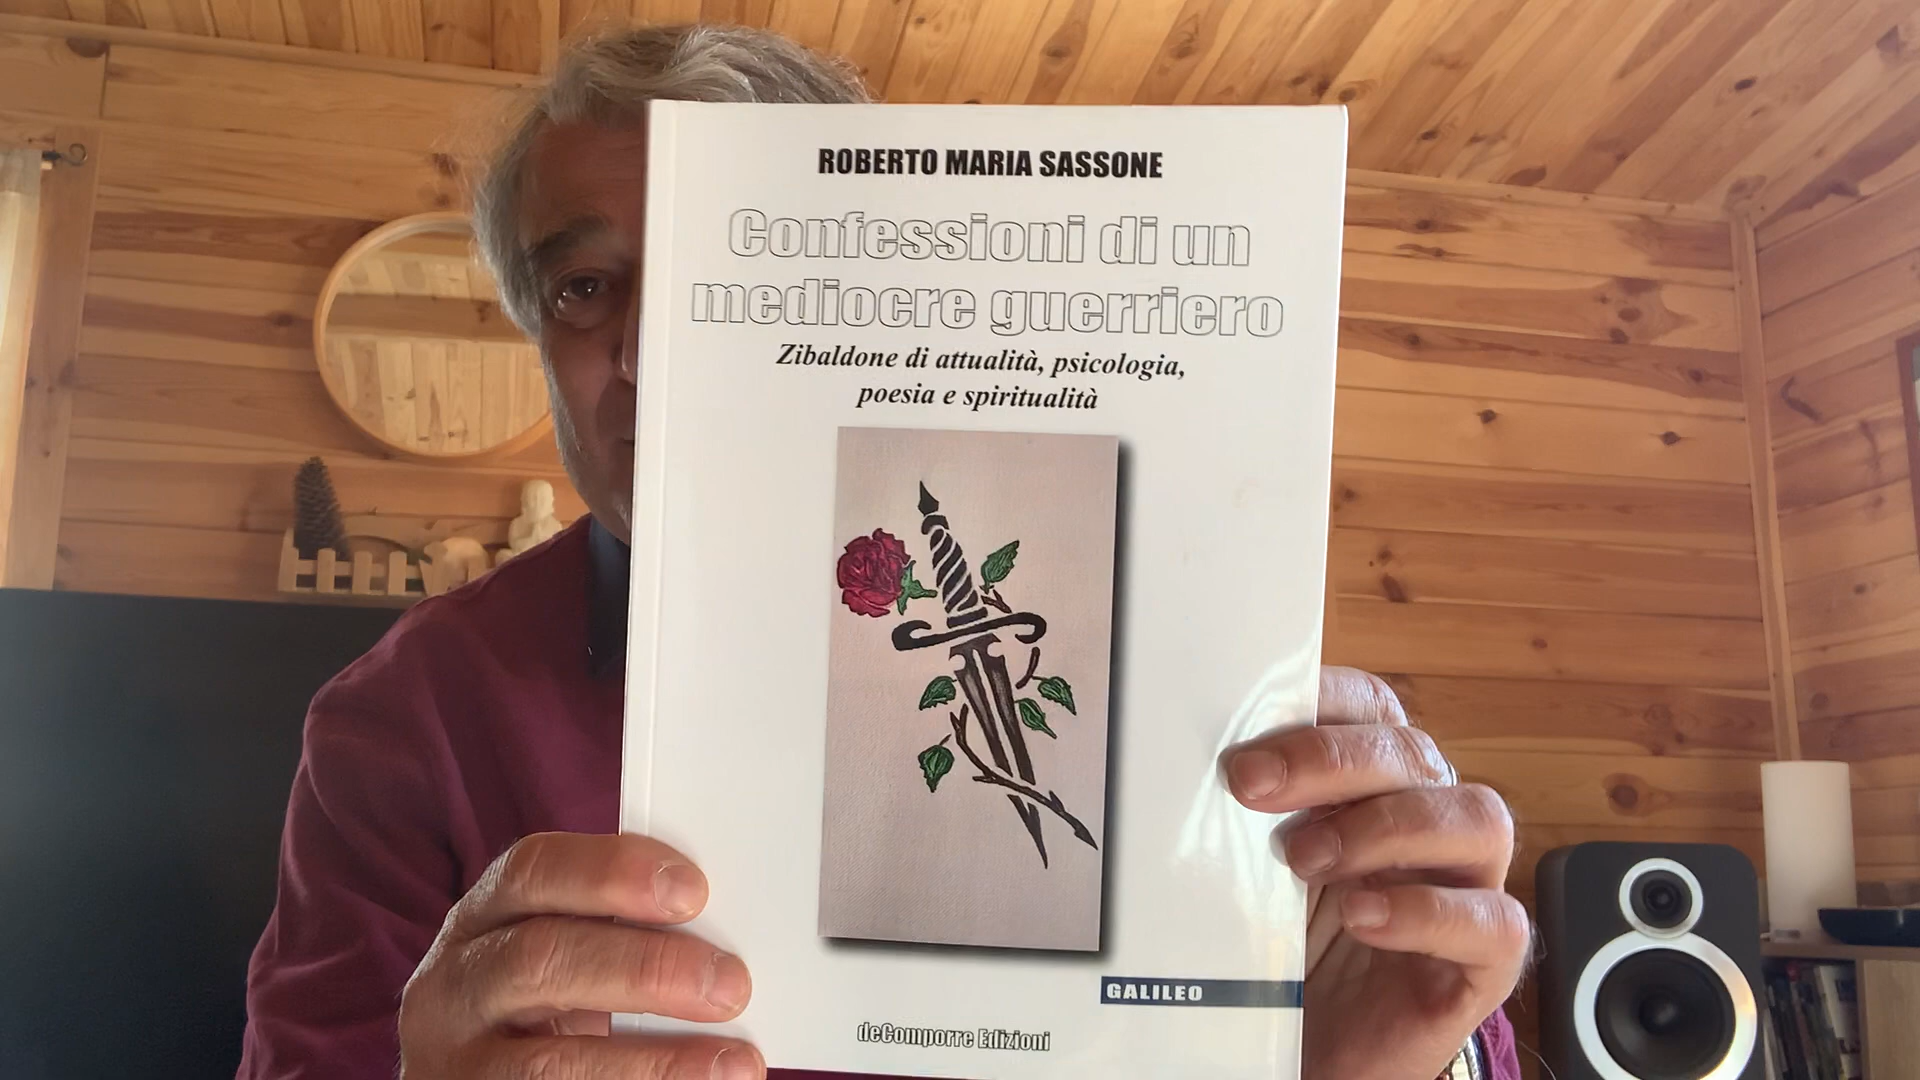 ROBERTO MARIA SASSONE
Confessioni di un
mediocre guerriero
Zibaldone di attualità, psicologia,
poesia e spiritualità
GALILEO
deComporre Edizioni